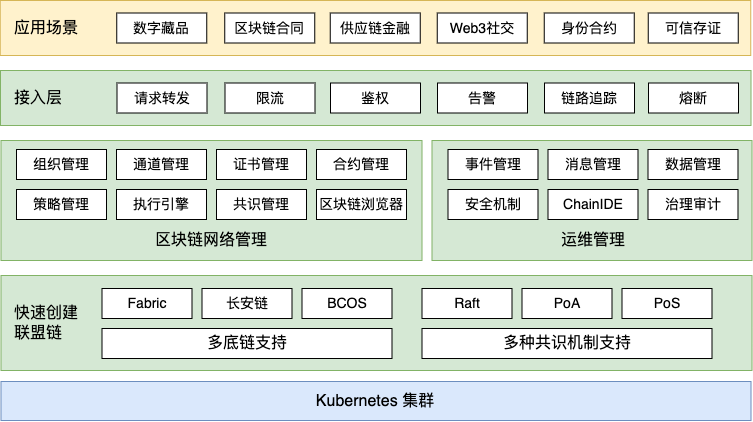 应用场景
数字藏品
区块链合同
供应链金融
Web3社交
身份合约
可信存证
接入层
请求转发
限流
鉴权
告警
链路追踪
熔断
组织管理
通道管理
证书管理
合约管理
策略管理
执行引擎
共识管理
区块链浏览器
区块链网络管理
事件管理
消息管理
数据管理
安全机制
ChainIDE
治理审计
运维管理
快速创建
联盟链
Fabric
长安链
BCOS
多底链支持
Raft
PoA
PoS
多种共识机制支持
Kubernetes 集群